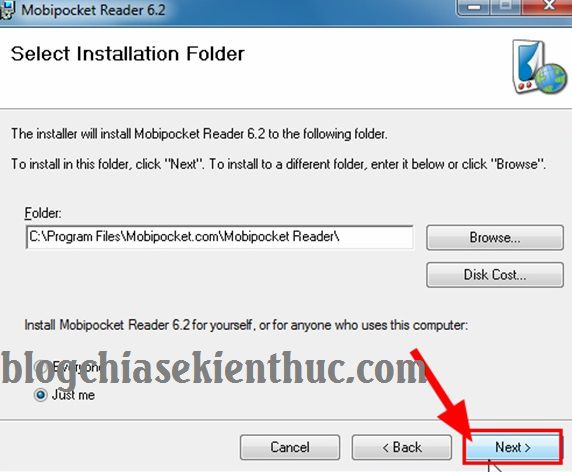 Mobipocket Reader 6.2
Select Installation Folder
The installer will install Mobipocket Reader 6.2 to the following folder.
To install in this folder, click "Next". To install to a different folder, enter it below or click "Browse".
Folder:
C:\Program Files\Mobipocket.com\Mobipocket Reader\
Browse...
Disk Cost...
Install Mobipocket Reader 6.2 for yourself, or for anyone who uses this computer:
Everyone
blogchiasekienthuc.com
Just me
Cancel
< Back
Next >